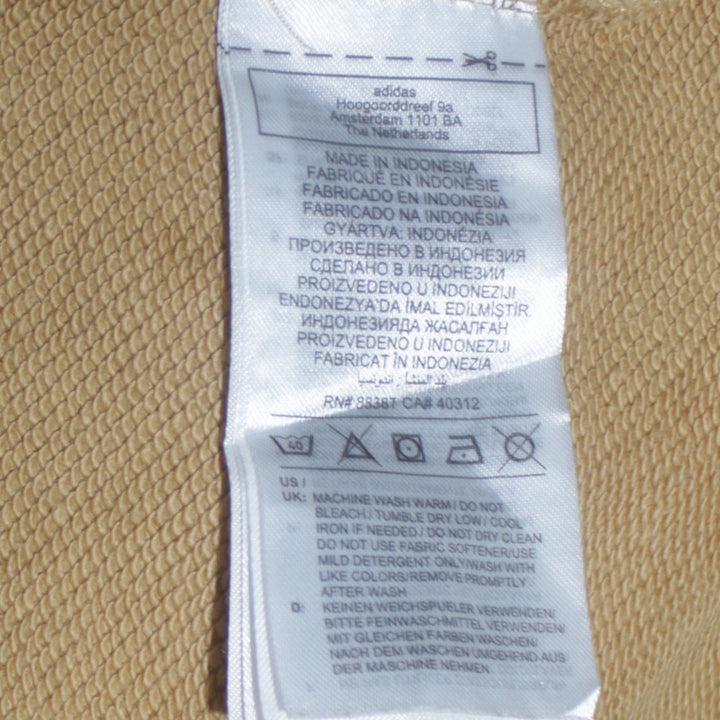 adidas
Hoogoorddreef 9a
Amsterdam 1101 BA
The Netherlands
MADE IN INDONESIA
FABRIQUÉ EN INDONÉSIE
FABRICADO EN INDONESIA
FABRICADO NA INDONÉSIA
GYÁRTVA: INDONÉZIA
ПРОИЗВЕДЕНО В ИНДОНЕЗИЯ
СДЕЛАНО В ИНДОНЕЗИИ
PROIZVEDENO U INDONEZIJI
ENDONEZYA'DA İMAL EDİLMİŞTİR.
ИНДОНЕЗИЯДА ЖАСАЛҒАН
PROIZVEDENO U INDONEZIJI
FABRICAT ÎN INDONEZIA
بلد المنشأ : اندونسيا
RN# 88387 CA# 40312
40
US /
UK: MACHINE WASH WARM / DO NOT
BLEACH / TUMBLE DRY LOW / COOL
IRON IF NEEDED / DO NOT DRY CLEAN
DO NOT USE FABRIC SOFTENER/USE
MILD DETERGENT ONLY/WASH WITH
LIKE COLORS/REMOVE PROMPTLY
AFTER WASH
D: KEINEN WEICHSPUELER VERWENDEN/
BITTE FEINWASCHMITTEL VERWENDEN/
MIT GLEICHEN FARBEN WASCHEN/
NACH DEM WASCHEN UMGEHEND AUS
DER MASCHINE NEHMEN